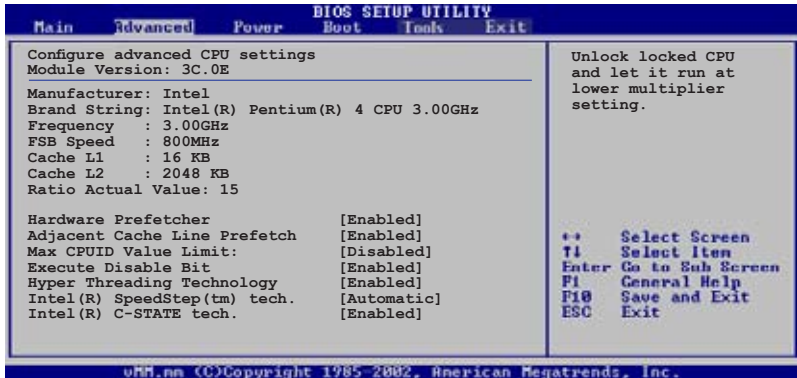 BIOS SETUP UTILITY
Main Advanced Power Boot Tools Exit
Configure advanced CPU settings
Module Version: 3C.0E
Manufacturer: Intel
Brand String: Intel(R) Pentium(R) 4 CPU 3.00GHz
Frequency : 3.00GHz
FSB Speed : 800MHz
Cache L1 : 16 KB
Cache L2 : 2048 KB
Ratio Actual Value: 15
Hardware Prefetcher [Enabled]
Adjacent Cache Line Prefetch [Enabled]
Max CPUID Value Limit: [Disabled]
Execute Disable Bit [Enabled]
Hyper Threading Technology [Enabled]
Intel(R) SpeedStep(tm) tech. [Automatic]
Intel(R) C-STATE tech. [Enabled]
Unlock locked CPU
and let it run at
lower multiplier
setting.
↔ Select Screen
↑↓ Select Item
Enter Go to Sub Screen
F1 General Help
F10 Save and Exit
ESC Exit
vMM.mm (C)Copyright 1985-2002, American Megatrends, Inc.